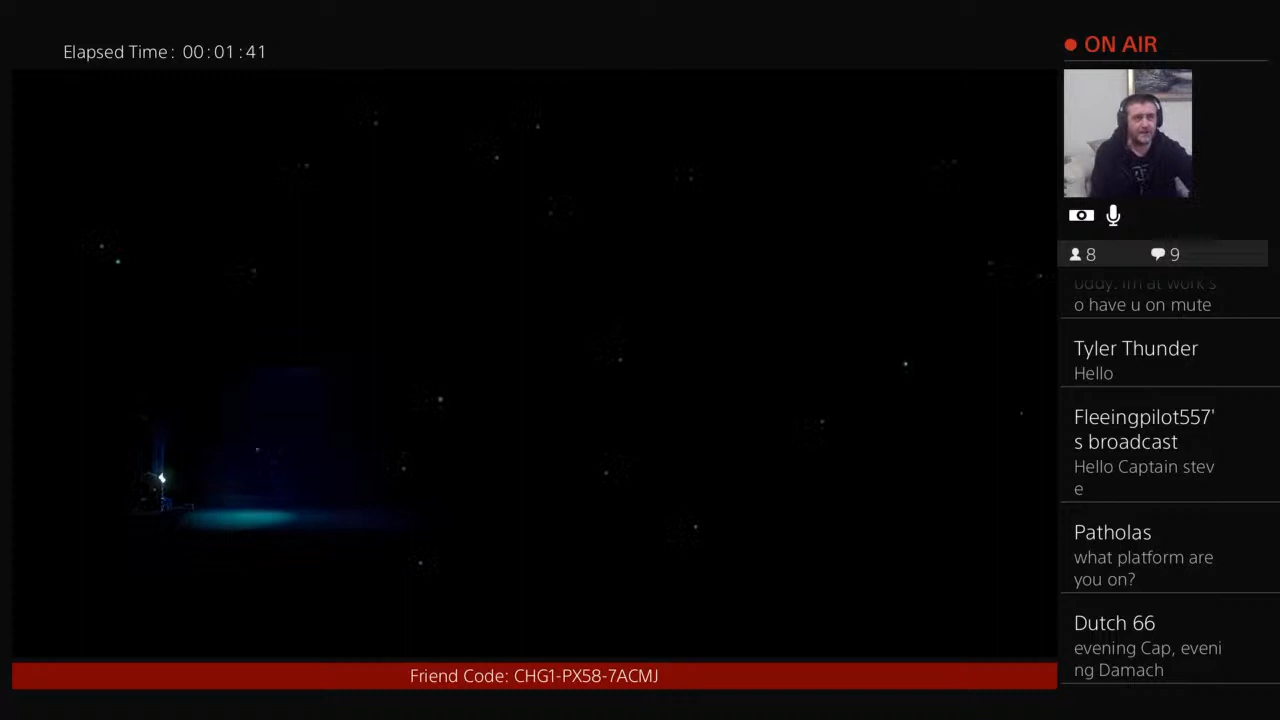 Elapsed Time: 00:01:41
ON AIR
8
9
o have u on mute
Tyler Thunder
Hello
Fleeingpilot557'
s broadcast
Hello Captain stev
e
Patholas
what platform are
you on?
Dutch 66
evening Cap, eveni
ng Damach
Friend Code: CHG1-PX58-7ACMJ